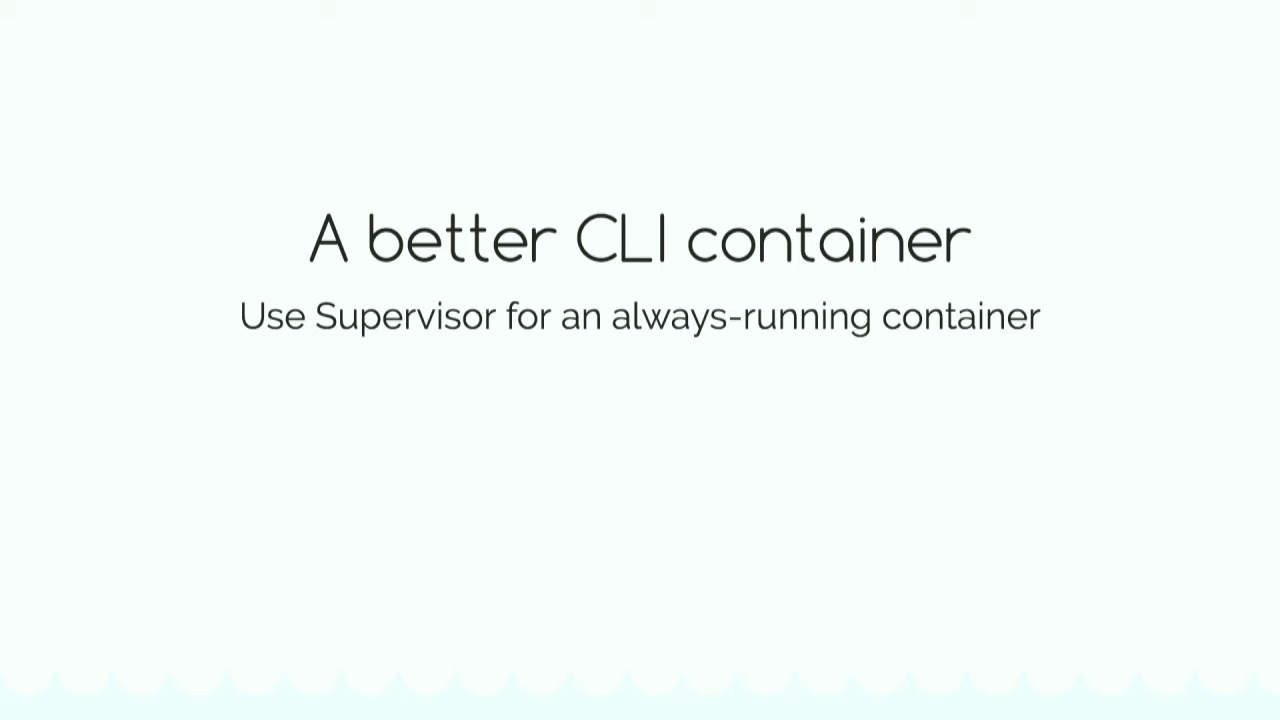 A better CLI container
Use Supervisor for an always-running container